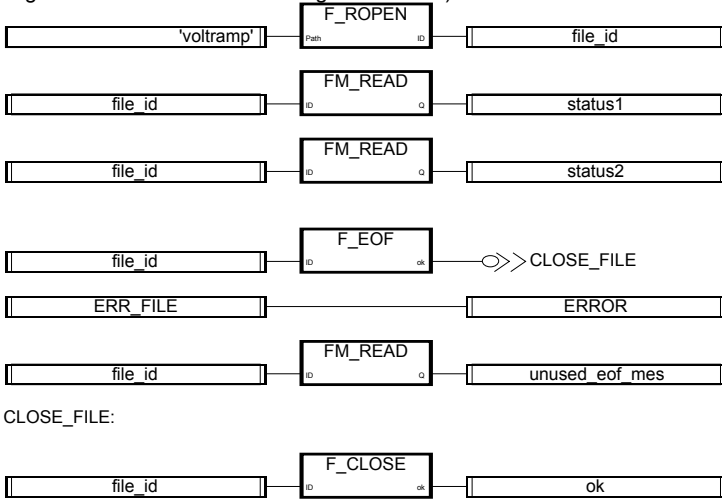 F_ROPEN
'voltramp' Path ID file_id
FM_READ
file_id ID Q status1
FM_READ
file_id ID Q status2
F_EOF
file_id ID ok CLOSE_FILE
ERR_FILE ERROR
FM_READ
file_id ID Q unused_eof_mes
CLOSE_FILE:
F_CLOSE
file_id ID ok ok